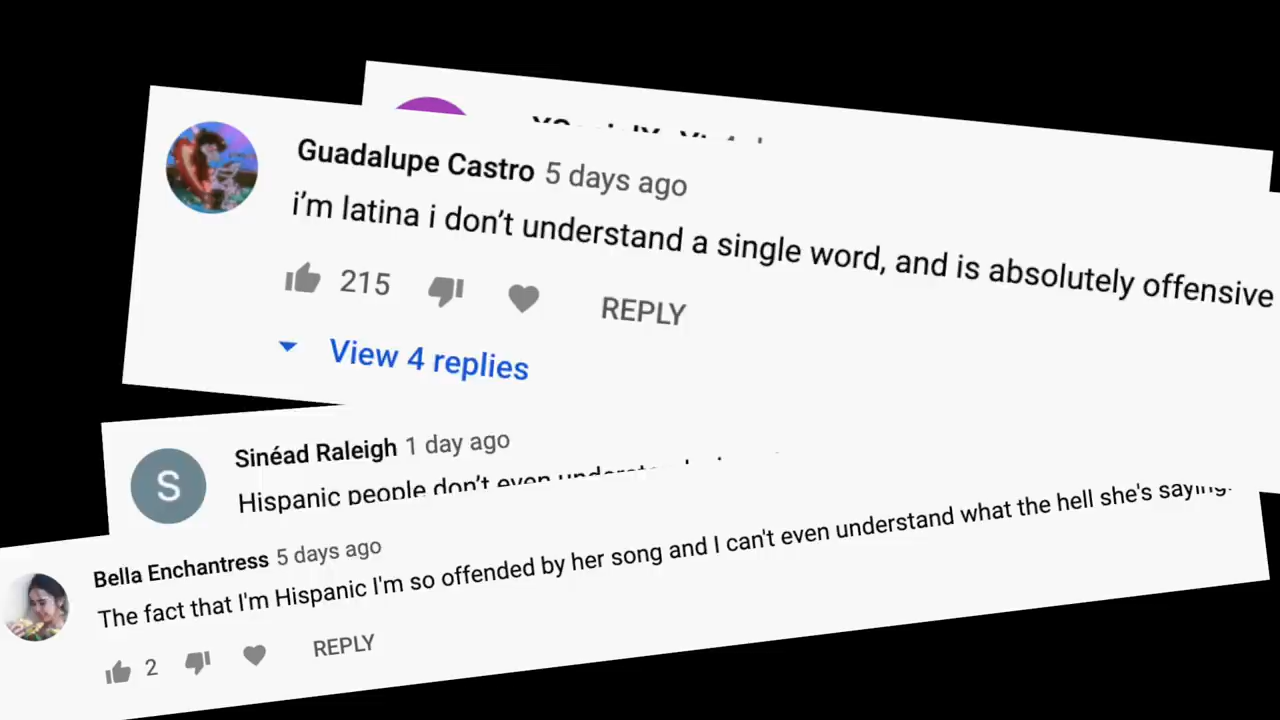 Guadalupe Castro 5 days ago
i'm latina i don't understand a single word, and is absolutely offensive
215
REPLY
View 4 replies
S
Sinéad Raleigh 1 day ago
Hispanic people don't even
Bella Enchantress 5 days ago
The fact that I'm Hispanic I'm so offended by her song and I can't even understand what the hell she's saying.
2
REPLY